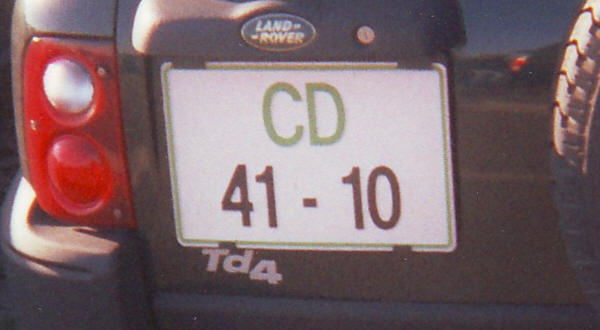 LAND-
-ROVER
CD
41 - 10
Td4